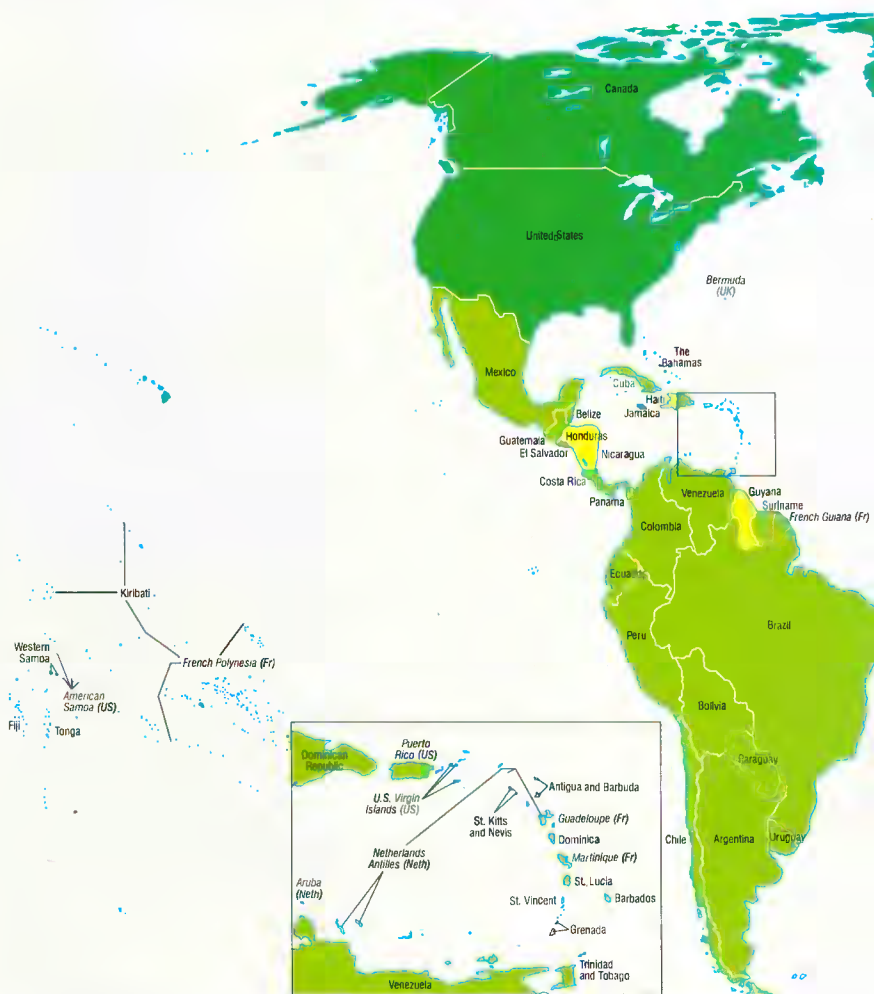 Canada
United States
Bermuda
(UK)
The
Bahamas
Mexico
Cuba
Haiti
Jamaica
Belize
Honduras
Guatemala
El Salvador
Nicaragua
Costa Rica
Panama
Venezuela
Guyana
Suriname
French Guiana (Fr)
Colombia
Ecuador
Kiribati
Peru
Brazil
Western
Samoa
French Polynesia (Fr)
American
Samoa (US)
Fiji
Tonga
Bolivia
Paraguay
Chile
Argentina
Uruguay
Dominican
Republic
Puerto
Rico (US)
U.S. Virgin
Islands (US)
Antigua and Barbuda
St. Kitts
and Nevis
Guadeloupe (Fr)
Dominica
Netherlands
Antilles (Neth)
Martinique (Fr)
Aruba
(Neth)
St. Lucia
St. Vincent
Barbados
Grenada
Trinidad
and Tobago
Venezuela